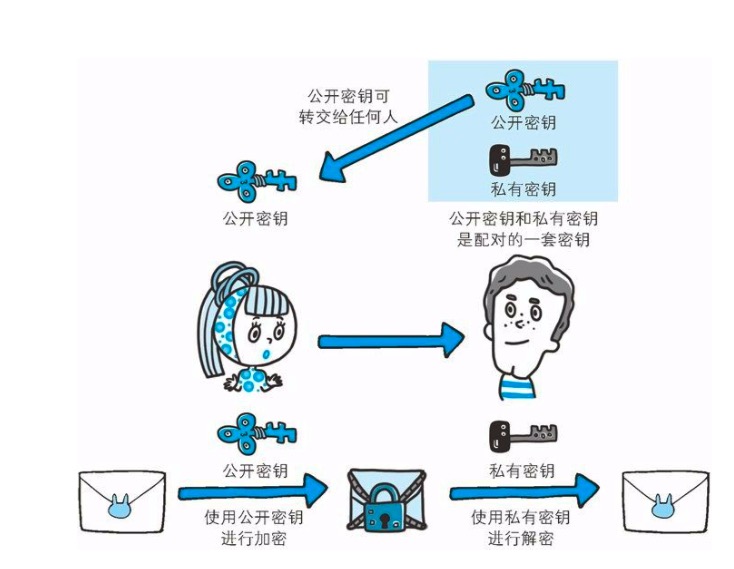 公开密钥可
转交给任何人
公开密钥
私有密钥
公开密钥
公开密钥和私有密钥
是配对的一套密钥
公开密钥
私有密钥
使用公开密钥
进行加密
使用私有密钥
进行解密